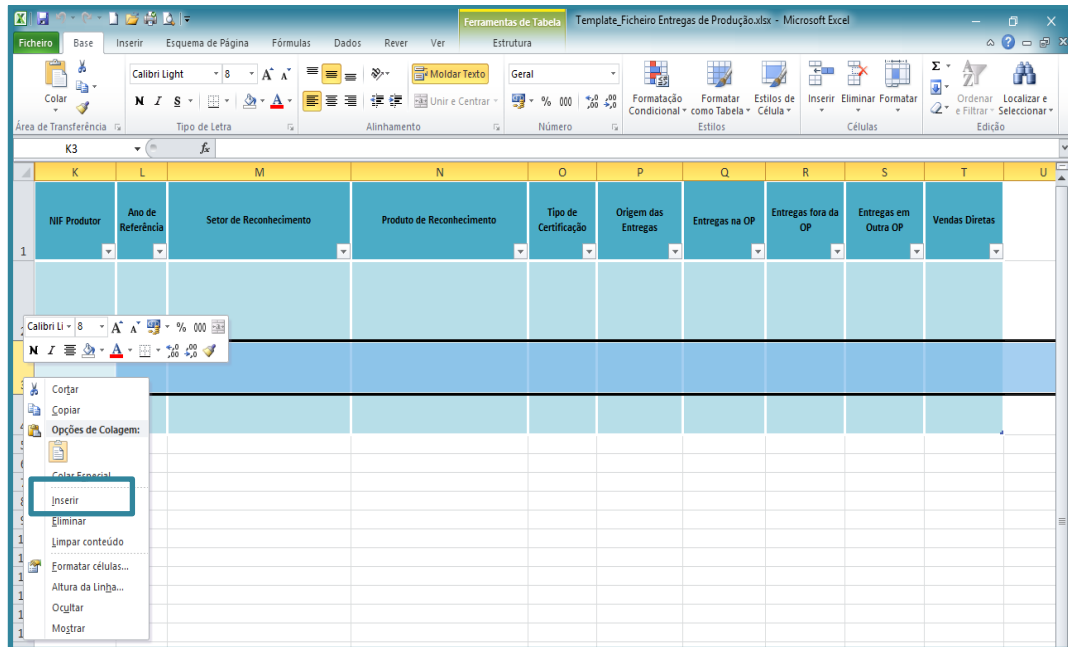 Ferramentas de Tabela Template_Ficheiro Entregas de Produção.xlsx - Microsoft Excel
Ficheiro Base Inserir Esquema de Página Fórmulas Dados Rever Ver Estrutura
Colar
Calibri Light 8 A A
Moldar Texto
Geral
N I S A
Unir e Centrar
% 000 ,00 ,0
Formatação Condicional
Formatar como Tabela
Estilos de Célula
Inserir Eliminar Formatar
Σ
Ordenar e Filtrar
Localizar e Seleccionar
Área de Transferência Tipo de Letra Alinhamento Número Estilos Células Edição
K3 fx
K L M N O P Q R S T U
1
NIF Produtor
Ano de Referência
Setor de Reconhecimento
Produto de Reconhecimento
Tipo de Certificação
Origem das Entregas
Entregas na OP
Entregas fora da OP
Entregas em Outra OP
Vendas Diretas
Calibri Li 8 A A % 000
N I A ,00 ,0
Cortar
Copiar
Opções de Colagem:
Colar Especial
Inserir
Eliminar
Limpar conteúdo
Formatar células...
Altura da Linha...
Ocultar
Mostrar